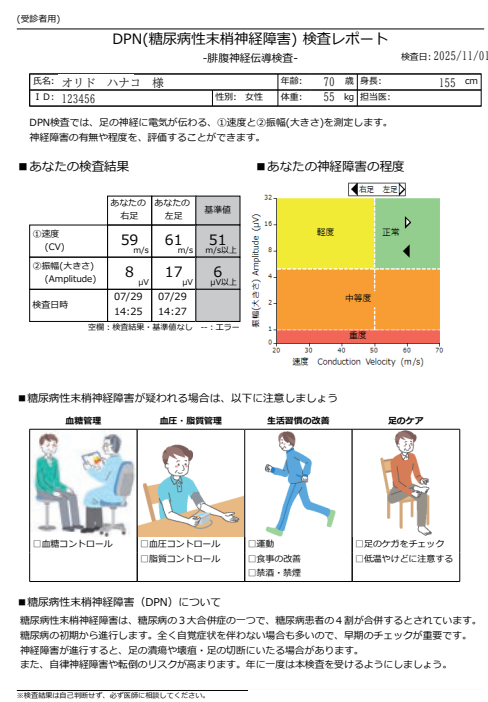 (受診者用)
DPN(糖尿病性末梢神経障害) 検査レポート
-腓腹神経伝導検査-
検査日: 2025/11/01
氏名: オリド ハナコ 様 年齢: 70 歳 身長: 155 cm
ID: 123456 性別: 女性 体重: 55 kg 担当医:
DPN検査では、足の神経に電気が伝わる、①速度と②振幅(大きさ)を測定します。
神経障害の有無や程度を、評価することができます。
■あなたの検査結果
あなたの右足 あなたの左足 基準値
①速度(CV) 59 m/s 61 m/s 51 m/s以上
②振幅(大きさ)(Amplitude) 8 μV 17 μV 6 μV以上
検査日時 07/29 14:25 07/29 14:27
空欄：検査結果・基準値なし --：エラー
■あなたの神経障害の程度
右足 左足
振幅(大きさ) Amplitude (μV)
32
16
8
4
2
1
0
軽度 正常
中等度
重度
20 30 40 50 60 70
速度 Conduction Velocity (m/s)
■糖尿病性末梢神経障害が疑われる場合は、以下に注意しましょう
血糖管理 血圧・脂質管理 生活習慣の改善 足のケア
□血糖コントロール □血圧コントロール □運動 □足のケガをチェック
□脂質コントロール □食事の改善 □低温やけどに注意する
□禁酒・禁煙
■糖尿病性末梢神経障害（DPN）について
糖尿病性末梢神経障害は、糖尿病の３大合併症の一つで、糖尿病患者の４割が合併するとされています。
糖尿病の初期から進行します。全く自覚症状を伴わない場合も多いので、早期のチェックが重要です。
神経障害が進行すると、足の潰瘍や壊疽・足の切断にいたる場合があります。
また、自律神経障害や転倒のリスクが高まります。年に一度は本検査を受けるようにしましょう。
※検査結果は自己判断せず、必ず医師に相談してください。